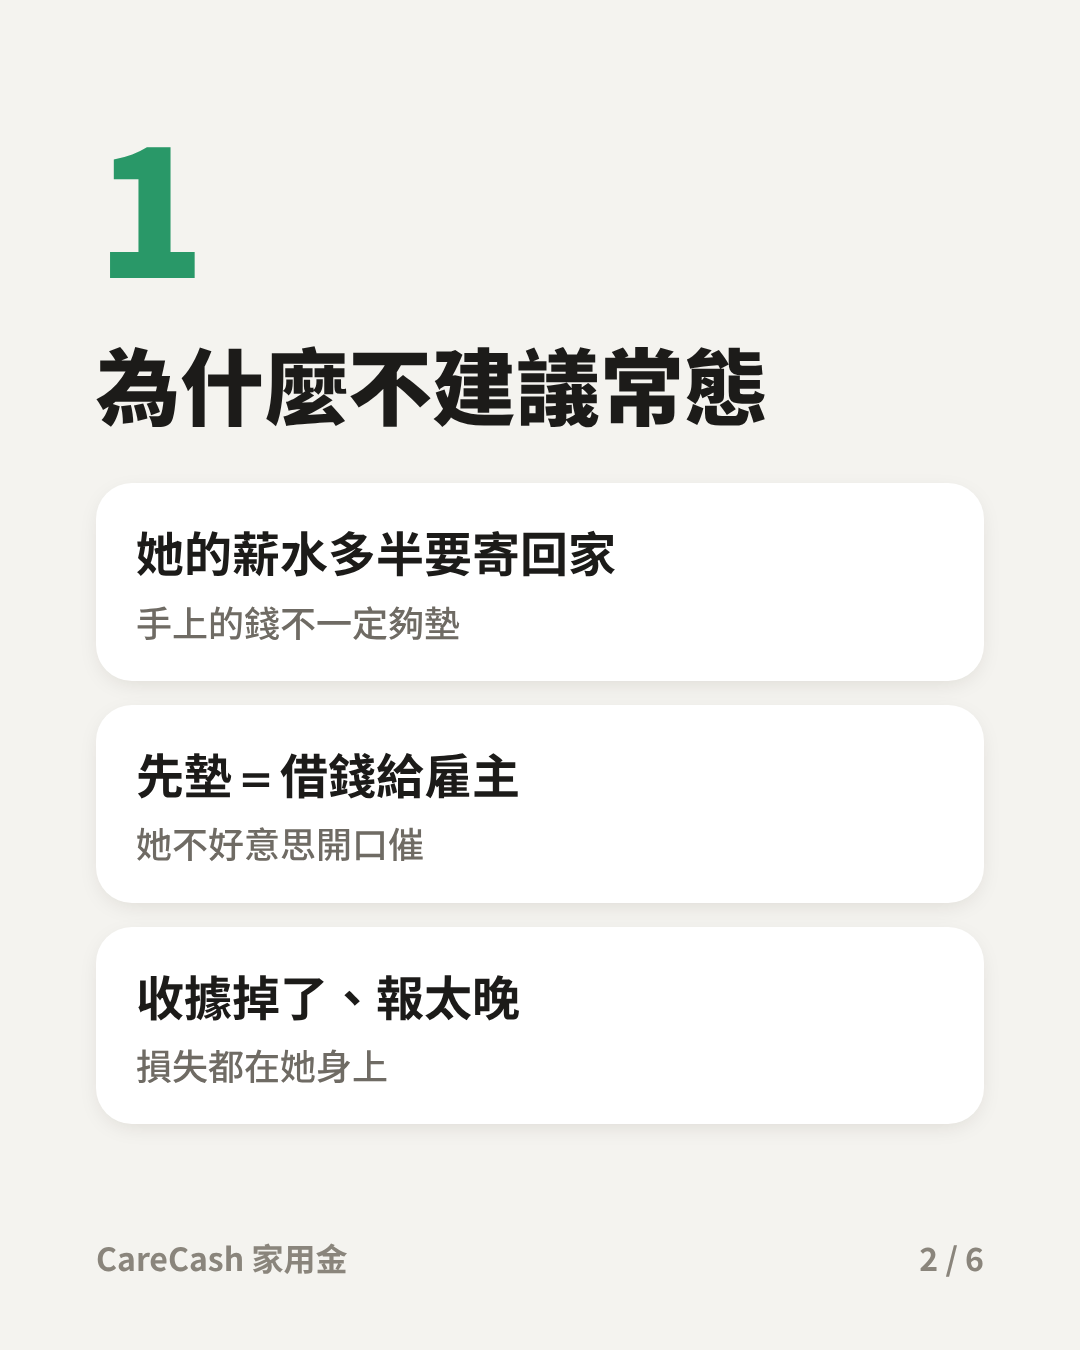 1
為什麼不建議常態
她的薪水多半要寄回家
手上的錢不一定夠墊
先墊＝借錢給雇主
她不好意思開口催
收據掉了、報太晚
損失都在她身上
CareCash 家用金
2 / 6